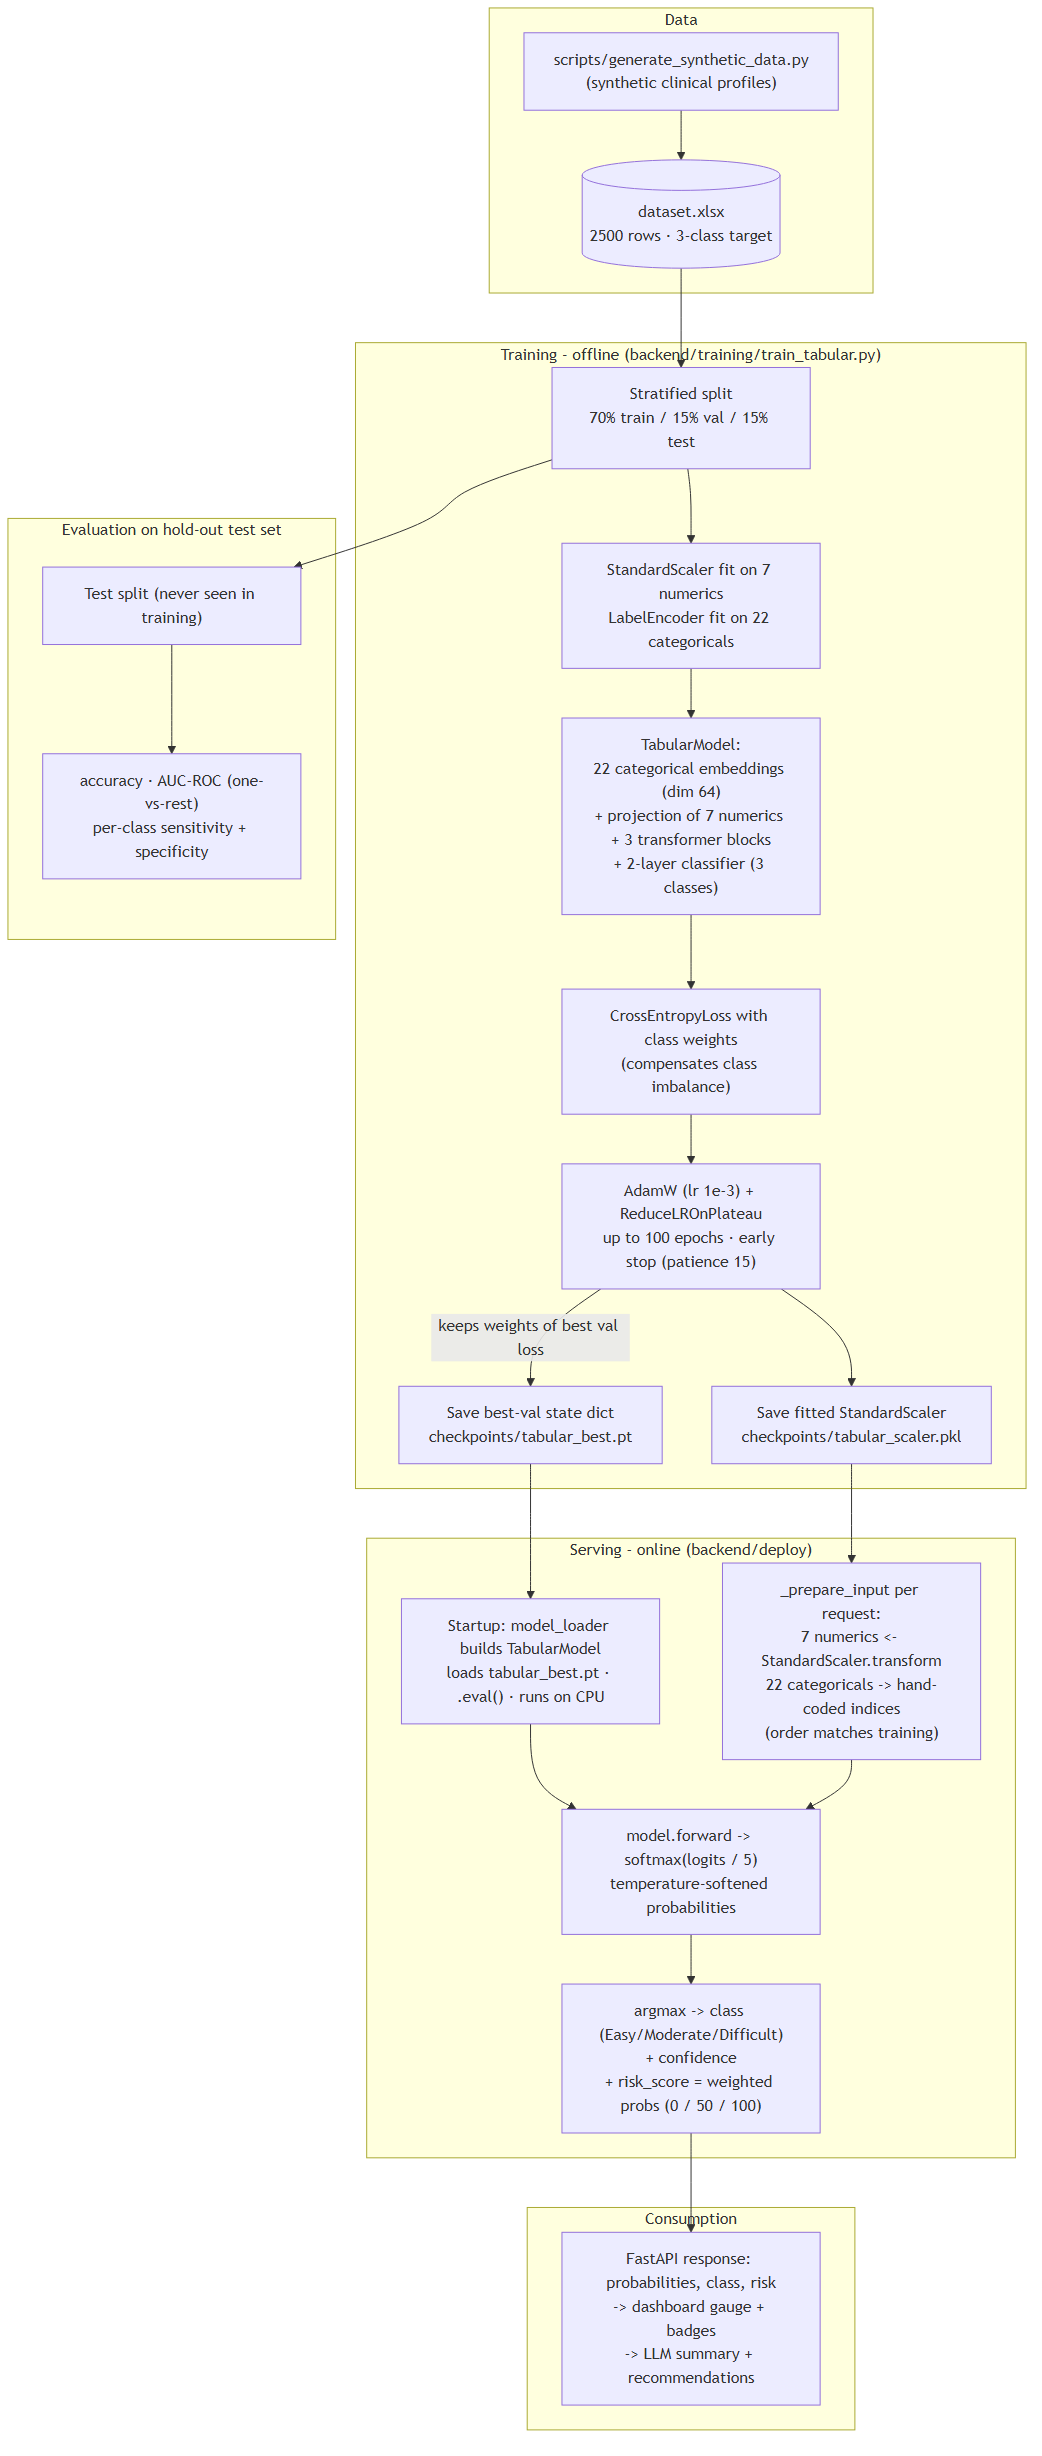 Data
scripts/generate_synthetic_data.py
(synthetic clinical profiles)
dataset.xlsx
2500 rows · 3-class target
Training - offline (backend/training/train_tabular.py)
Stratified split
70% train / 15% val / 15%
test
Evaluation on hold-out test set
Test split (never seen in
training)
accuracy · AUC-ROC (one-
vs-rest)
per-class sensitivity +
specificity
StandardScaler fit on 7
numerics
LabelEncoder fit on 22
categoricals
TabularModel:
22 categorical embeddings
(dim 64)
+ projection of 7 numerics
+ 3 transformer blocks
+ 2-layer classifier (3
classes)
CrossEntropyLoss with
class weights
(compensates class
imbalance)
AdamW (lr 1e-3) +
ReduceLROnPlateau
up to 100 epochs · early
stop (patience 15)
keeps weights of best val
loss
Save best-val state dict
checkpoints/tabular_best.pt
Save fitted StandardScaler
checkpoints/tabular_scaler.pkl
Serving - online (backend/deploy)
Startup: model_loader
builds TabularModel
loads tabular_best.pt ·
.eval() · runs on CPU
_prepare_input per
request:
7 numerics <-
StandardScaler.transform
22 categoricals -> hand-
coded indices
(order matches training)
model.forward ->
softmax(logits / 5)
temperature-softened
probabilities
argmax -> class
(Easy/Moderate/Difficult)
+ confidence
+ risk_score = weighted
probs (0 / 50 / 100)
Consumption
FastAPI response:
probabilities, class, risk
-> dashboard gauge +
badges
-> LLM summary +
recommendations